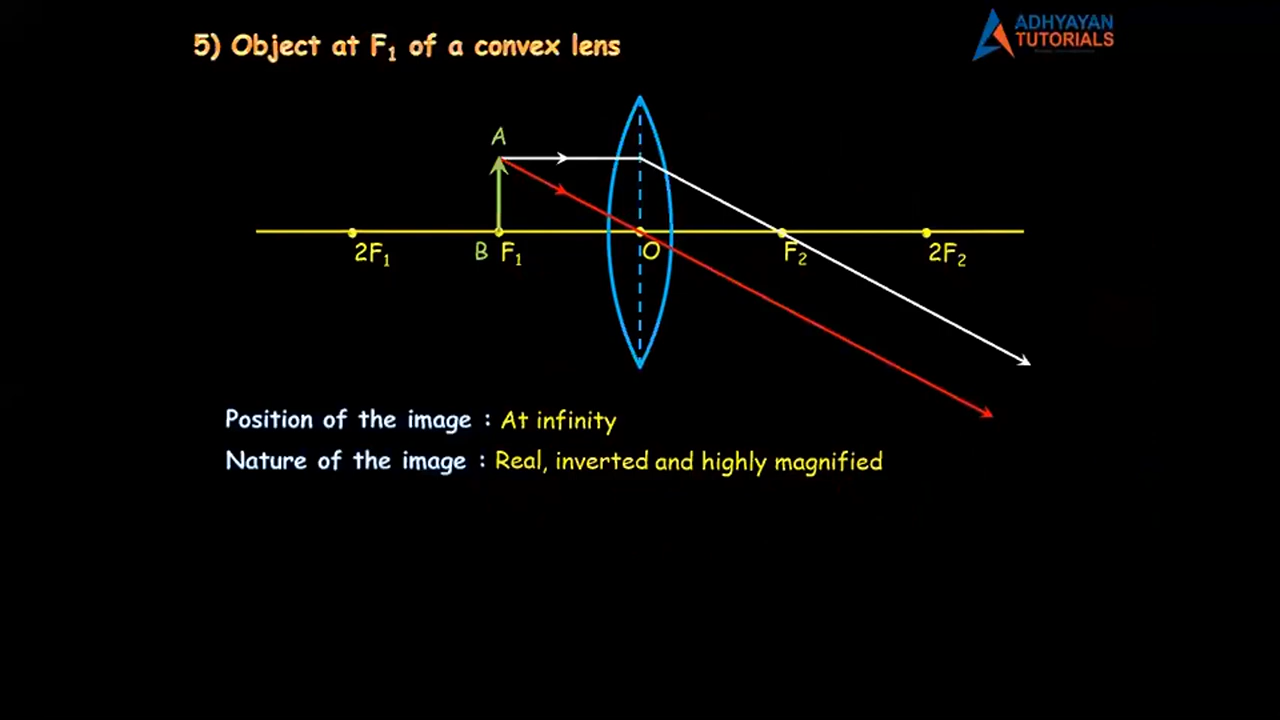 5) Object at F₁ of a convex lens
ADHYAYAN
TUTORIALS
A
2F₁
B
F₁
O
F₂
2F₂
Position of the image : At infinity
Nature of the image : Real, inverted and highly magnified